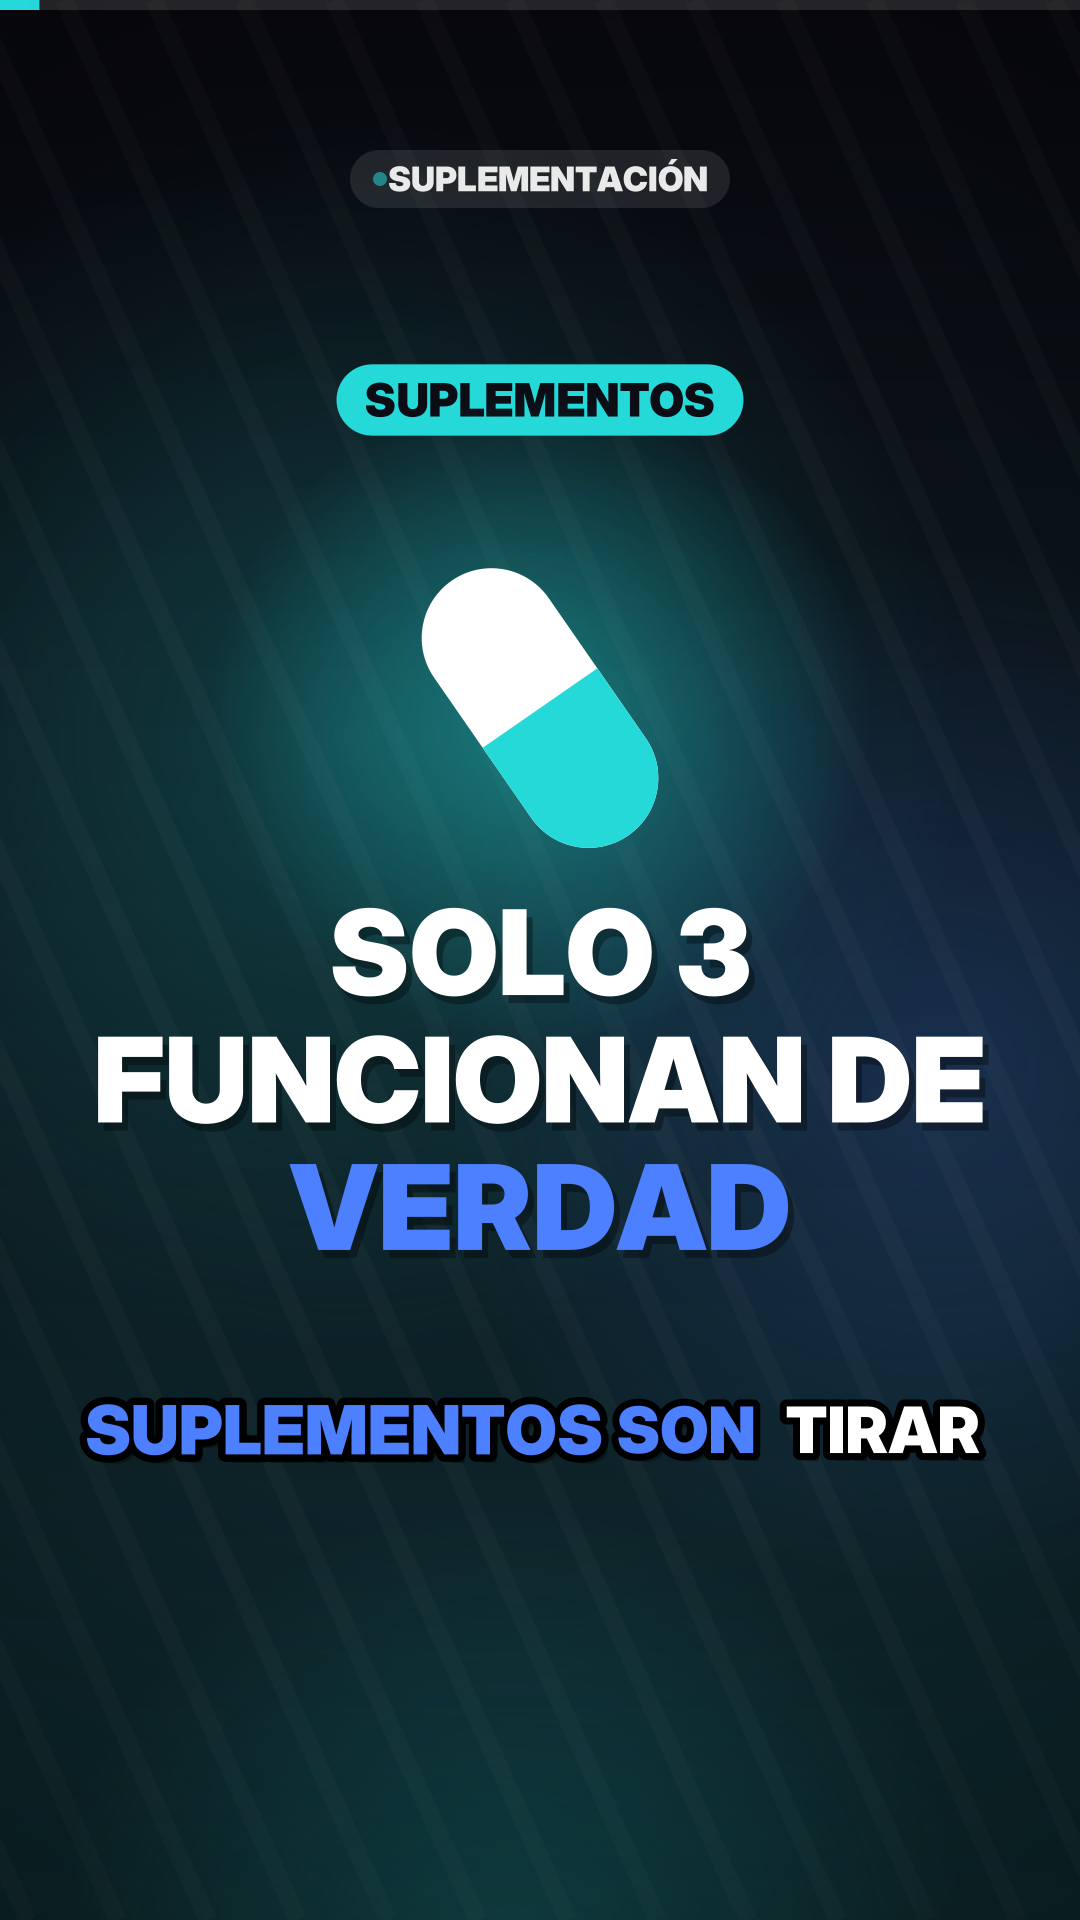 SUPLEMENTACIÓN
SUPLEMENTOS
SOLO 3
FUNCIONAN DE
VERDAD
SUPLEMENTOS SON TIRAR